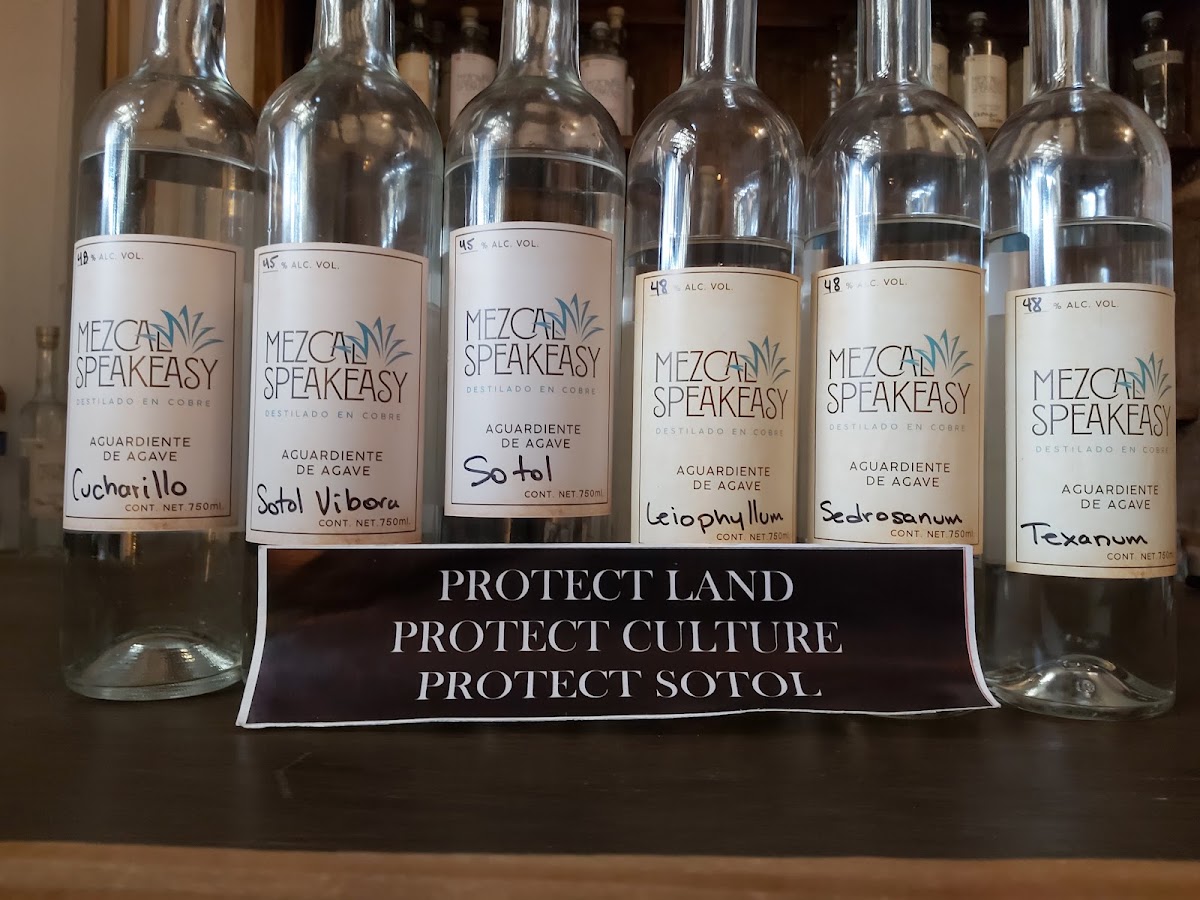 48 % ALC. VOL.
MEZCAL
SPEAKEASY
DESTILADO EN COBRE
AGUARDIENTE
DE AGAVE
Cucharillo
CONT. NET 750ml.
45 % ALC. VOL.
MEZCAL
SPEAKEASY
DESTILADO EN COBRE
AGUARDIENTE
DE AGAVE
Sotol Vibora
CONT. NET 750ml.
45 % ALC. VOL.
MEZCAL
SPEAKEASY
DESTILADO EN COBRE
AGUARDIENTE
DE AGAVE
Sotol
CONT. NET 750ml.
48 % ALC. VOL.
MEZCAL
SPEAKEASY
DESTILADO EN COBRE
AGUARDIENTE
DE AGAVE
Leiophyllum
CONT. NET 750ml.
48 % ALC. VOL.
MEZCAL
SPEAKEASY
DESTILADO EN COBRE
AGUARDIENTE
DE AGAVE
Sedrosanum
CONT. NET 750ml
48 % ALC. VOL.
MEZCAL
SPEAKEASY
DESTILADO EN COBRE
AGUARDIENTE
DE AGAVE
Texanum
CONT. NET 750ml
PROTECT LAND
PROTECT CULTURE
PROTECT SOTOL